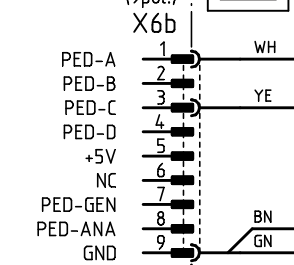 X6b
PED-A 1 WH
PED-B 2
PED-C 3 YE
PED-D 4
+5V 5
NC 6
PED-GEN 7
PED-ANA 8 BN
GND 9 GN